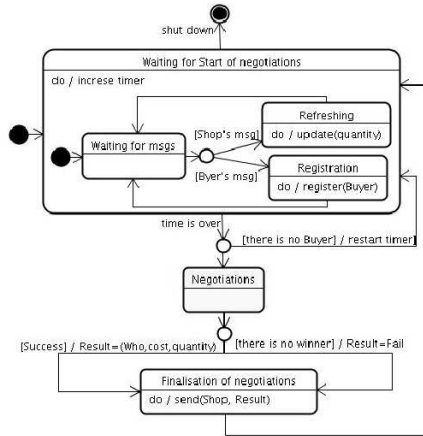 shut down
Waiting for Start of negotiations
do / increse timer
Refreshing
do / update(quantity)
[Shop's msg]
Waiting for msgs
[Byer's msg]
Registration
do / register(Buyer)
time is over
[there is no Buyer] / restart timer]
Negotiations
[Success] / Result=(Who,cost,quantity)
[there is no winner] / Result=Fail
Finalisation of negotiations
do / send(Shop, Result)